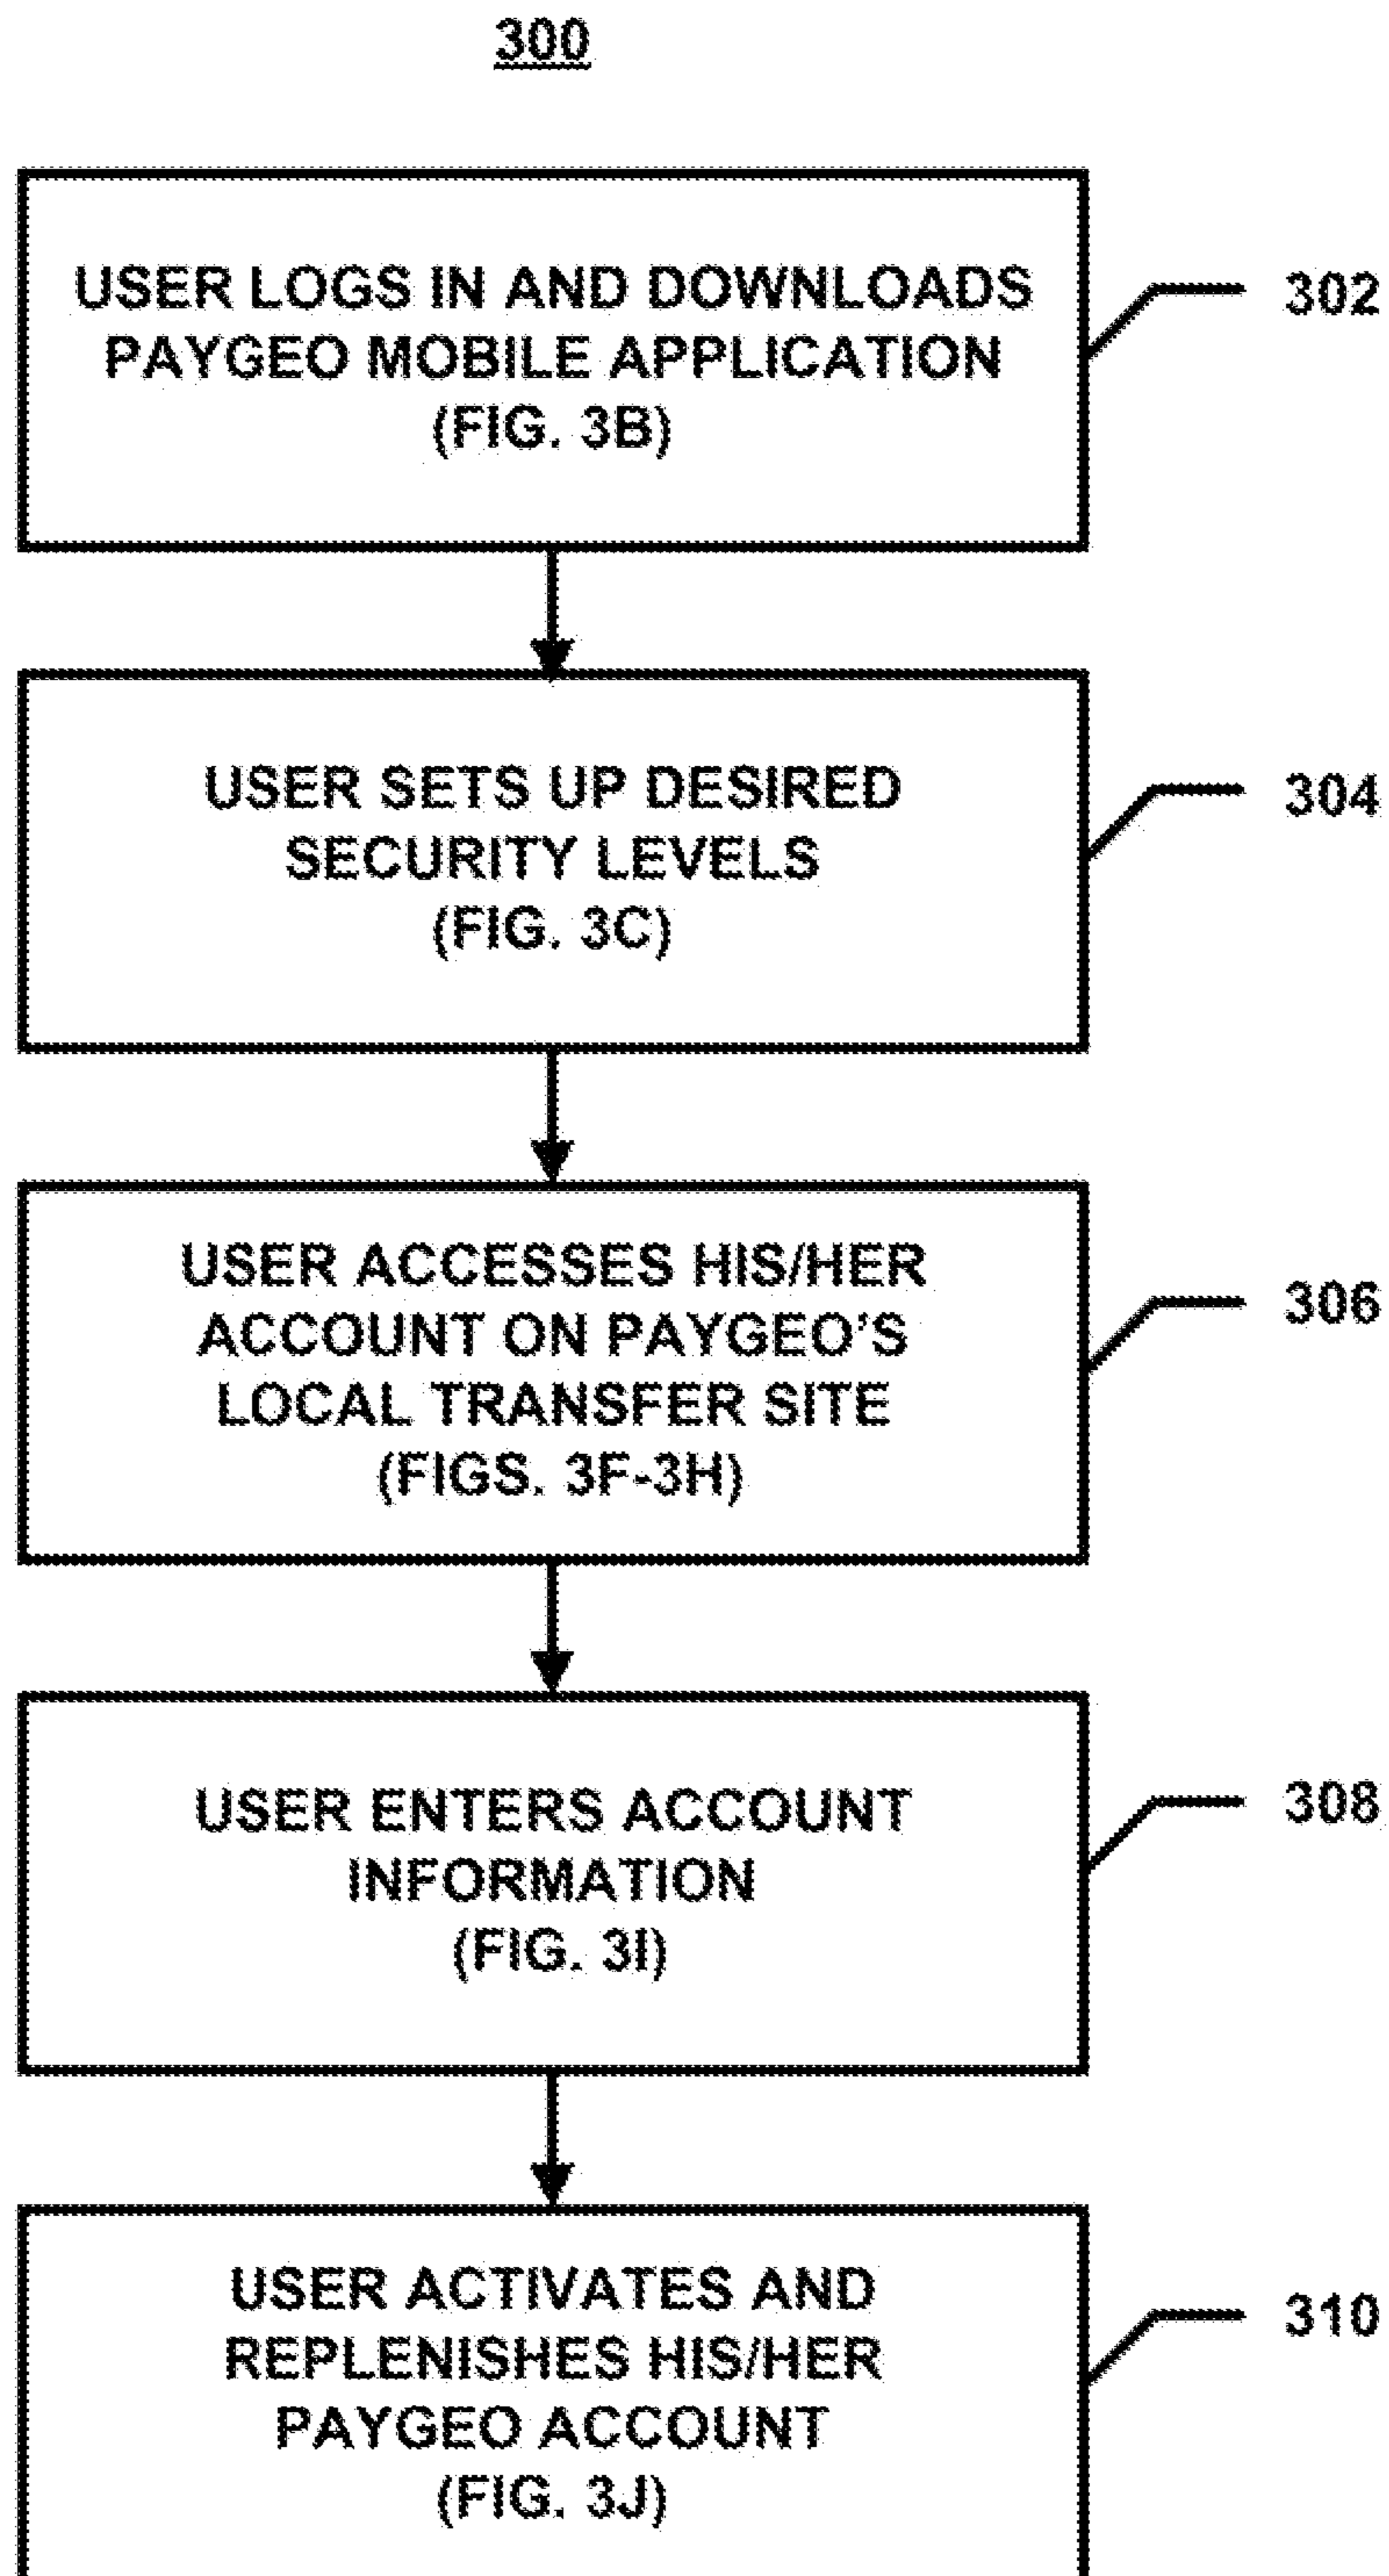 300
USER LOGS IN AND DOWNLOADS
PAYGEO MOBILE APPLICATION
(FIG. 3B)
302
USER SETS UP DESIRED
SECURITY LEVELS
(FIG. 3C)
304
USER ACCESSES HIS/HER
ACCOUNT ON PAYGEO'S
LOCAL TRANSFER SITE
(FIGS. 3F-3H)
306
USER ENTERS ACCOUNT
INFORMATION
(FIG. 3I)
308
USER ACTIVATES AND
REPLENISHES HIS/HER
PAYGEO ACCOUNT
(FIG. 3J)
310